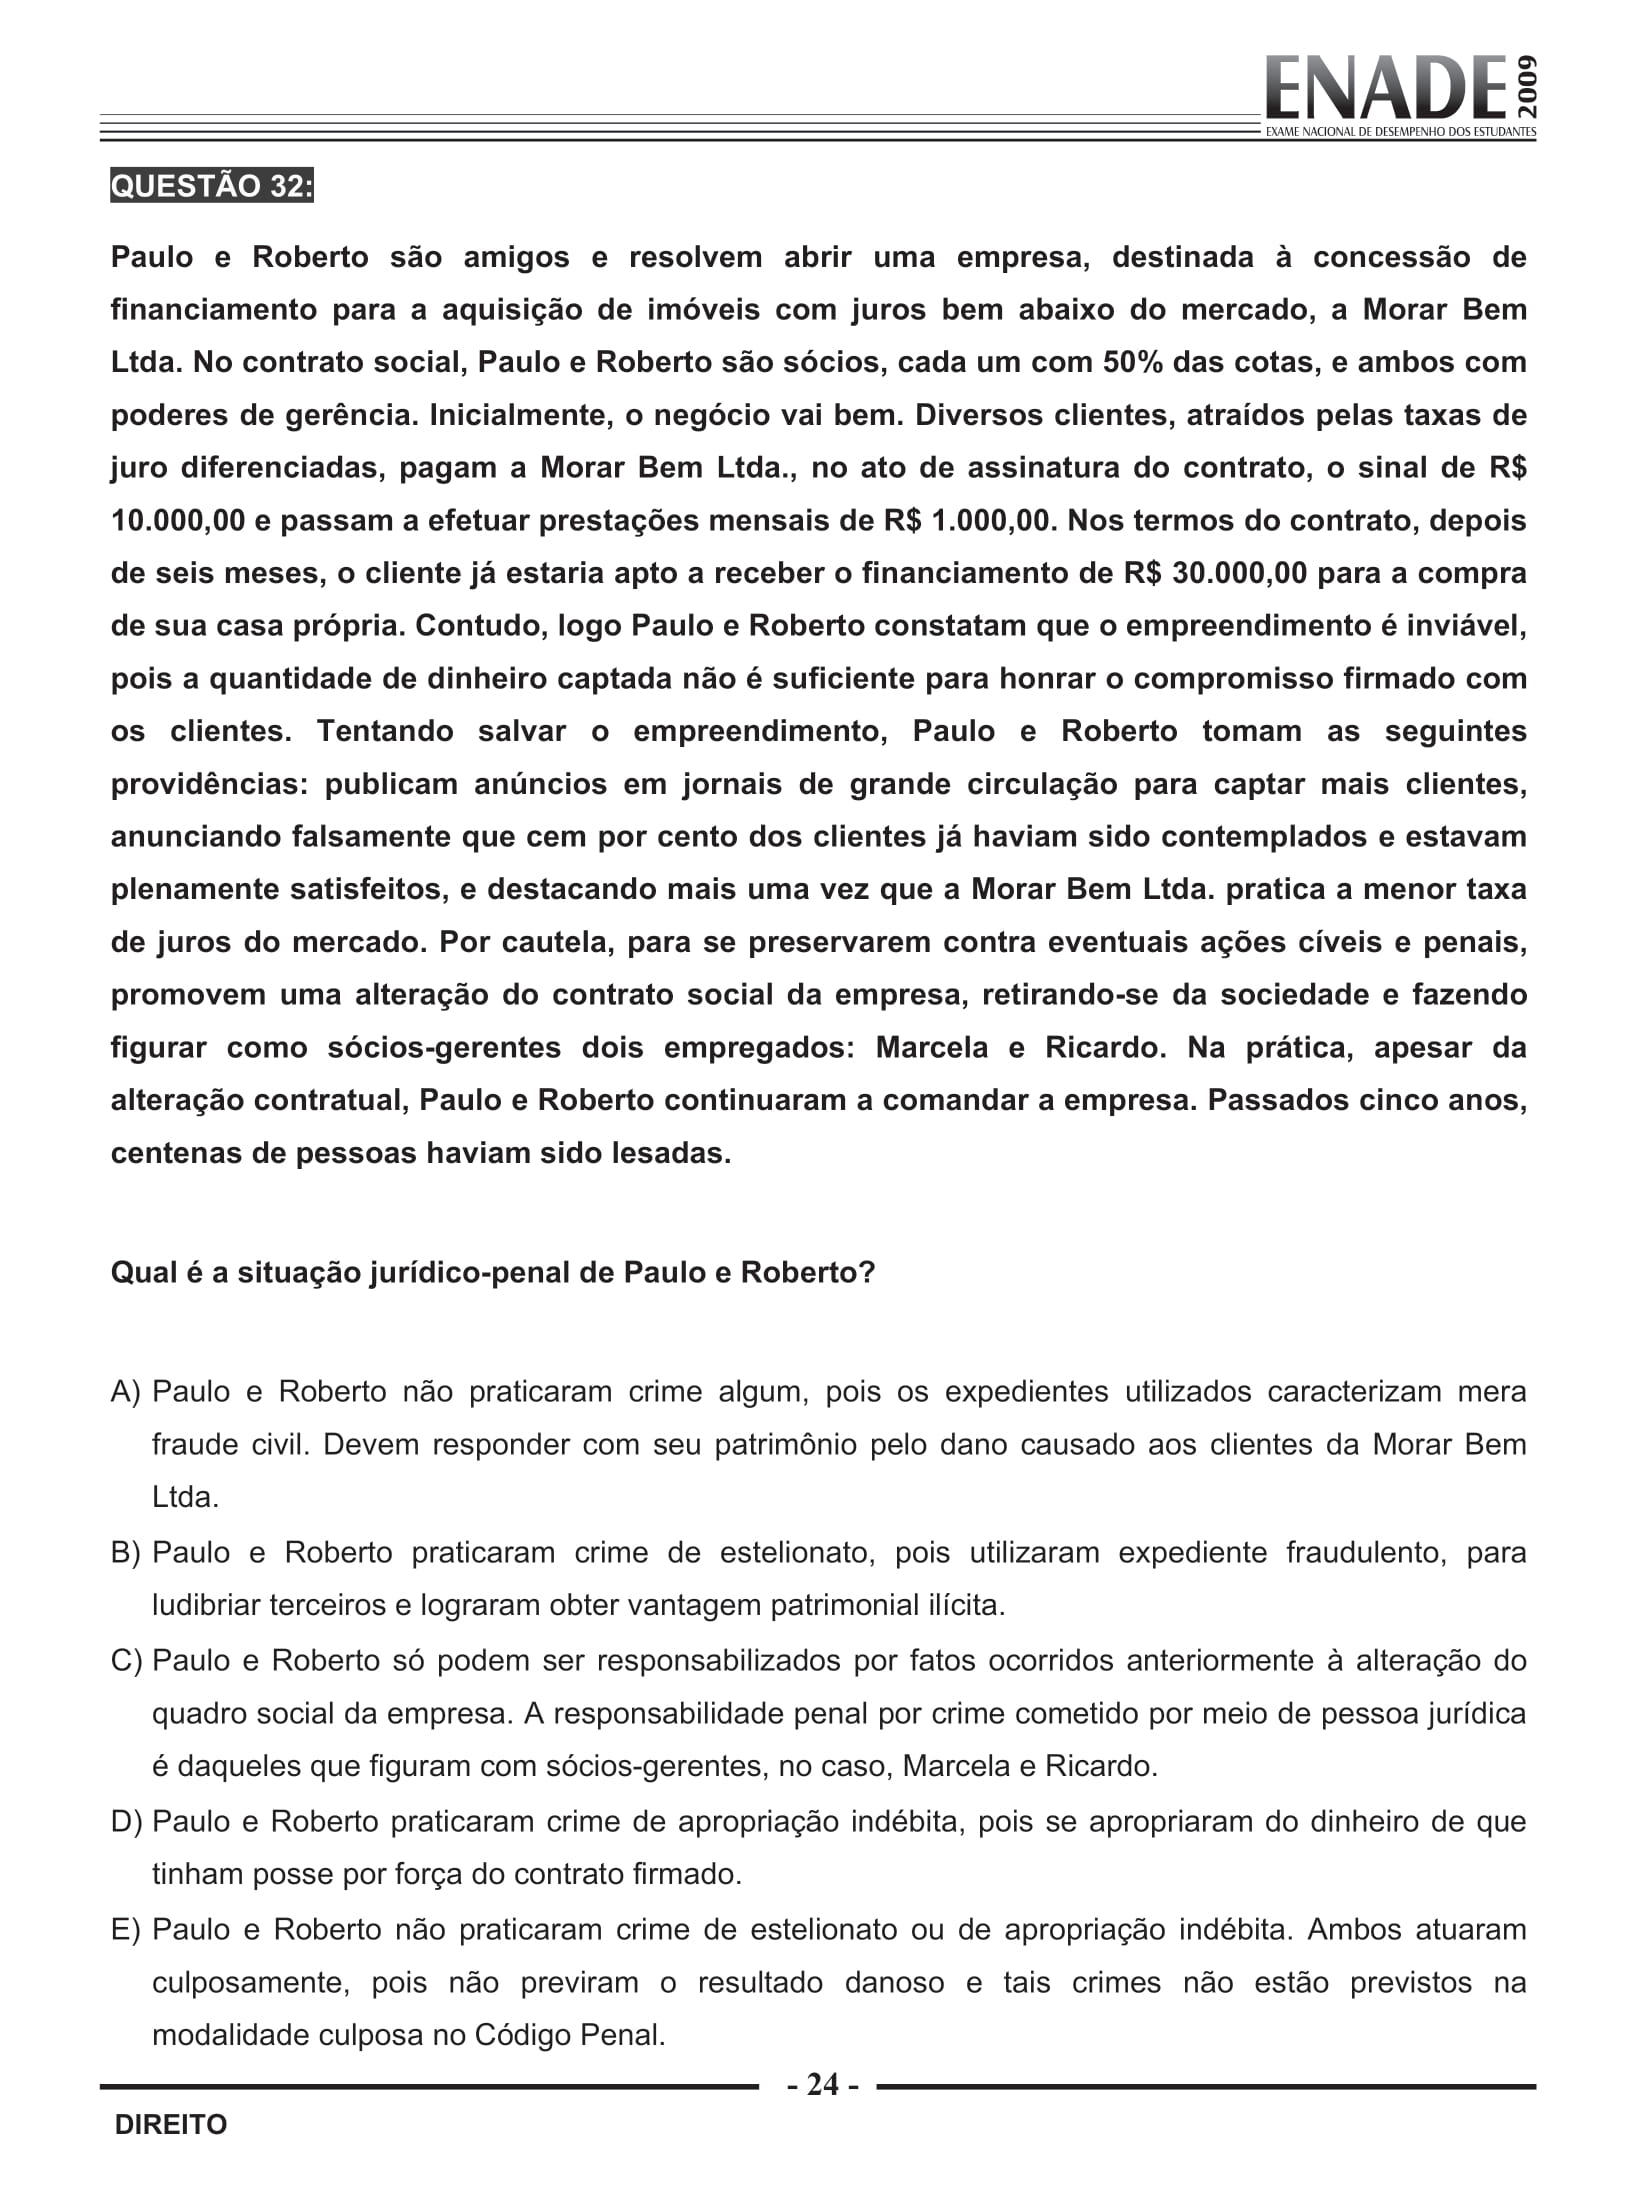 ENADE 2009
EXAME NACIONAL DE DESEMPENHO DOS ESTUDANTES
QUESTÃO 32:
Paulo e Roberto são amigos e resolvem abrir uma empresa, destinada à concessão de
financiamento para a aquisição de imóveis com juros bem abaixo do mercado, a Morar Bem
Ltda. No contrato social, Paulo e Roberto são sócios, cada um com 50% das cotas, e ambos com
poderes de gerência. Inicialmente, o negócio vai bem. Diversos clientes, atraídos pelas taxas de
juro diferenciadas, pagam a Morar Bem Ltda., no ato de assinatura do contrato, o sinal de R$
10.000,00 e passam a efetuar prestações mensais de R$ 1.000,00. Nos termos do contrato, depois
de seis meses, o cliente já estaria apto a receber o financiamento de R$ 30.000,00 para a compra
de sua casa própria. Contudo, logo Paulo e Roberto constatam que o empreendimento é inviável,
pois a quantidade de dinheiro captada não é suficiente para honrar o compromisso firmado com
os clientes. Tentando salvar o empreendimento, Paulo e Roberto tomam as seguintes
providências: publicam anúncios em jornais de grande circulação para captar mais clientes,
anunciando falsamente que cem por cento dos clientes já haviam sido contemplados e estavam
plenamente satisfeitos, e destacando mais uma vez que a Morar Bem Ltda. pratica a menor taxa
de juros do mercado. Por cautela, para se preservarem contra eventuais ações cíveis e penais,
promovem uma alteração do contrato social da empresa, retirando-se da sociedade e fazendo
figurar como sócios-gerentes dois empregados: Marcela e Ricardo. Na prática, apesar da
alteração contratual, Paulo e Roberto continuaram a comandar a empresa. Passados cinco anos,
centenas de pessoas haviam sido lesadas.
Qual é a situação jurídico-penal de Paulo e Roberto?
A) Paulo e Roberto não praticaram crime algum, pois os expedientes utilizados caracterizam mera
fraude civil. Devem responder com seu patrimônio pelo dano causado aos clientes da Morar Bem
Ltda.
B) Paulo e Roberto praticaram crime de estelionato, pois utilizaram expediente fraudulento, para
ludibriar terceiros e lograram obter vantagem patrimonial ilícita.
C) Paulo e Roberto só podem ser responsabilizados por fatos ocorridos anteriormente à alteração do
quadro social da empresa. A responsabilidade penal por crime cometido por meio de pessoa jurídica
é daqueles que figuram com sócios-gerentes, no caso, Marcela e Ricardo.
D) Paulo e Roberto praticaram crime de apropriação indébita, pois se apropriaram do dinheiro de que
tinham posse por força do contrato firmado.
E) Paulo e Roberto não praticaram crime de estelionato ou de apropriação indébita. Ambos atuaram
culposamente, pois não previram o resultado danoso e tais crimes não estão previstos na
modalidade culposa no Código Penal.
- 24 -
DIREITO